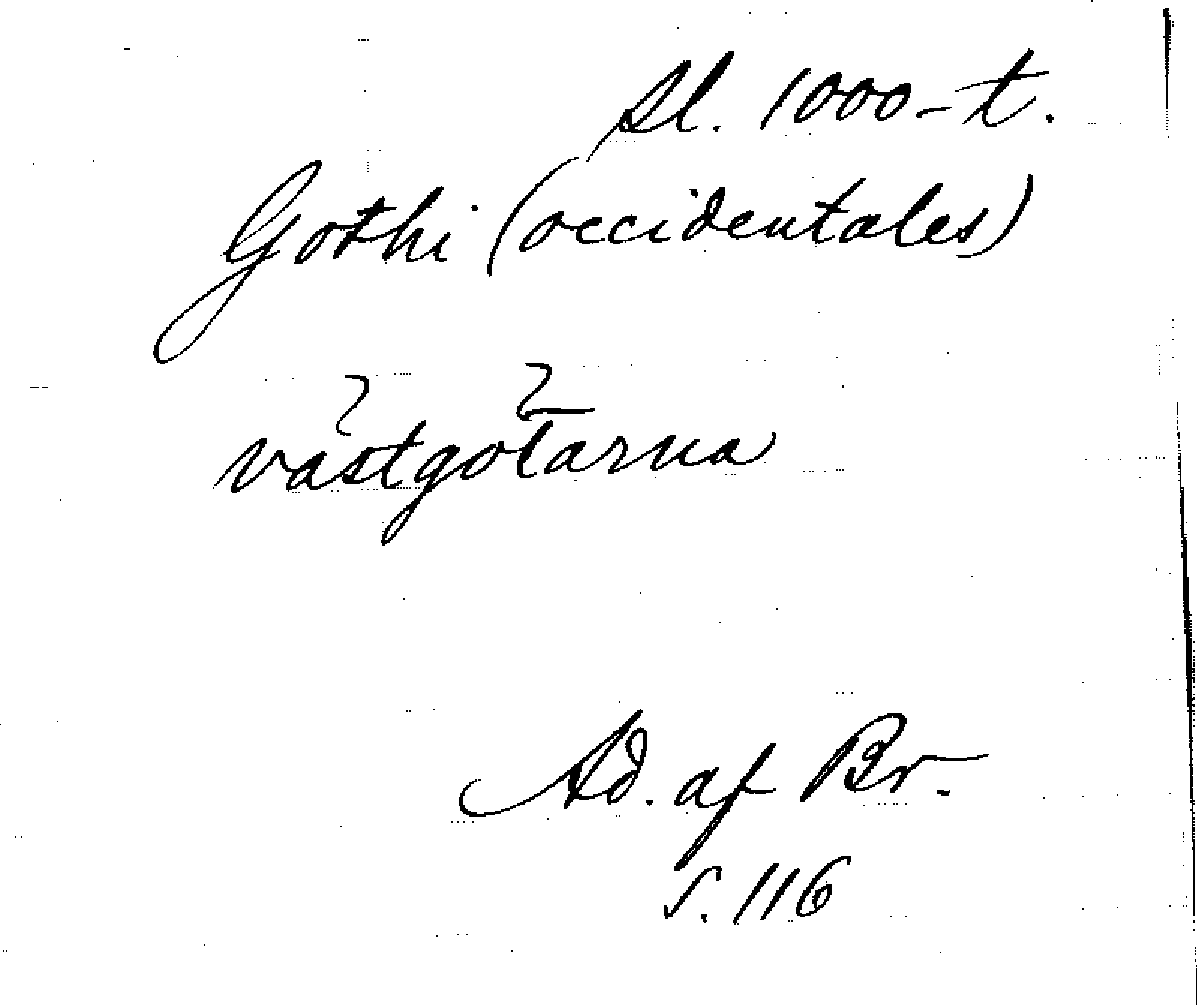 sl. 1000-t.
Gothi (occidentales)
västgötarna
Ad. af Br.
s. 116